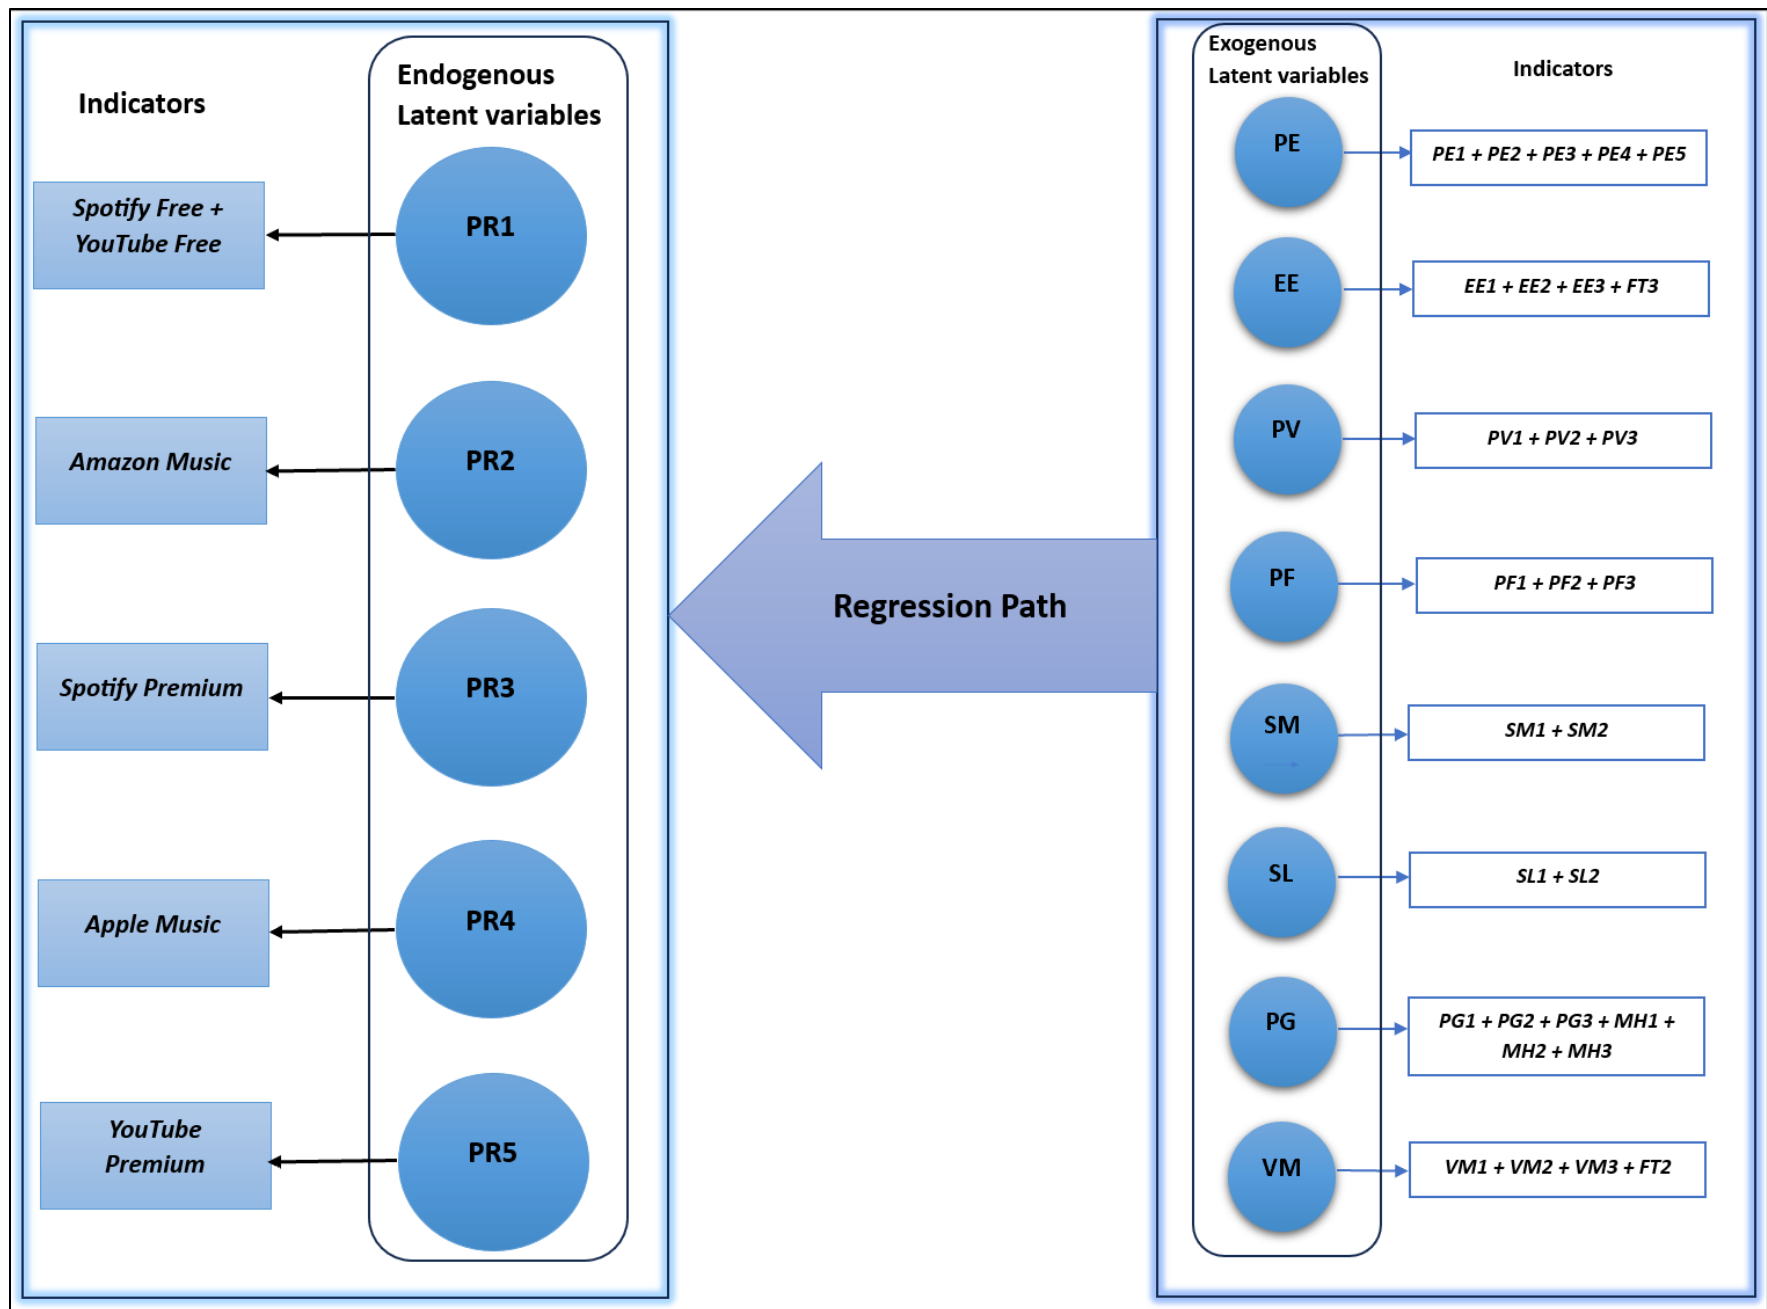 Indicators
Endogenous
Latent variables
Spotify Free +
YouTube Free
PR1
Amazon Music
PR2
Spotify Premium
PR3
Apple Music
PR4
YouTube
Premium
PR5
Regression Path
Exogenous
Latent variables
Indicators
PE
PE1 + PE2 + PE3 + PE4 + PE5
EE
EE1 + EE2 + EE3 + FT3
PV
PV1 + PV2 + PV3
PF
PF1 + PF2 + PF3
SM
SM1 + SM2
SL
SL1 + SL2
PG
PG1 + PG2 + PG3 + MH1 +
MH2 + MH3
VM
VM1 + VM2 + VM3 + FT2